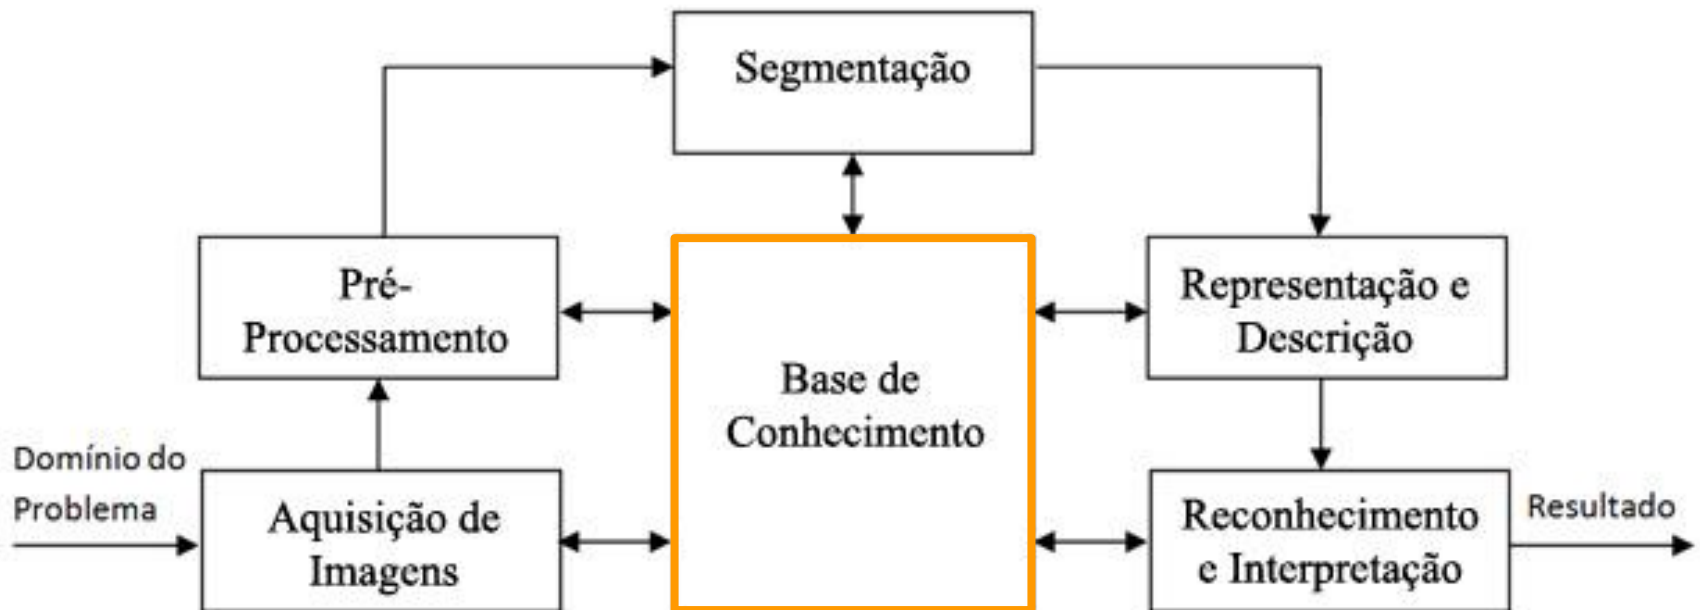 Segmentação
Pré-
Processamento
Representação e
Descrição
Base de
Conhecimento
Domínio do
Problema
Aquisição de
Imagens
Reconhecimento
e Interpretação
Resultado